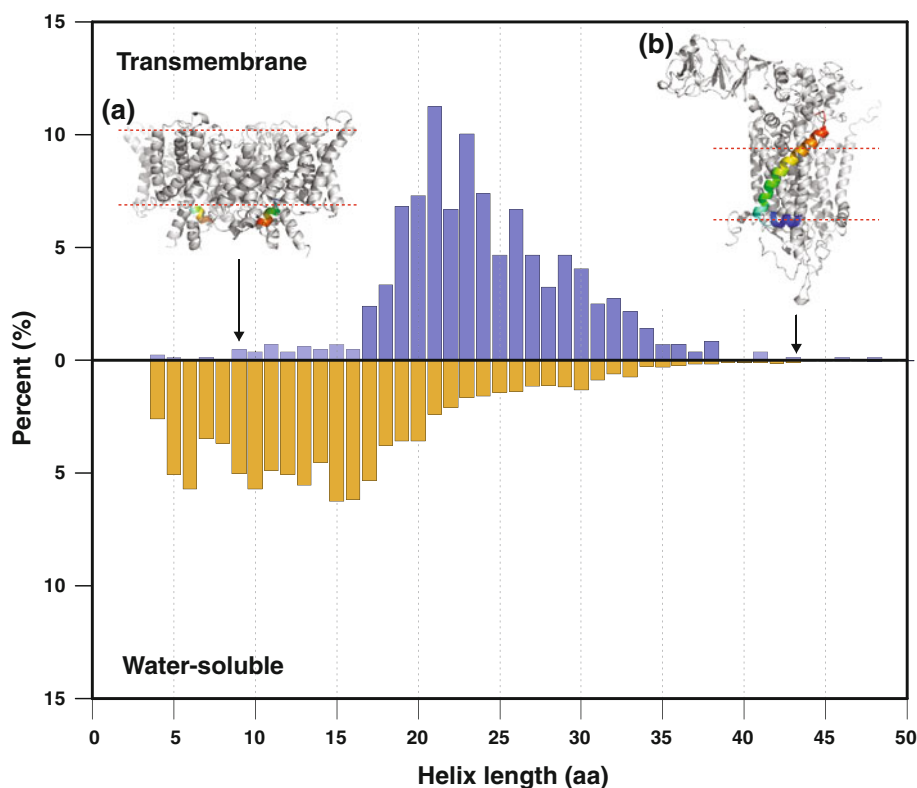 15
Transmembrane
(a)
(b)
10
5
0
5
10
Water-soluble
15
Percent (%)
0 5 10 15 20 25 30 35 40 45 50
Helix length (aa)